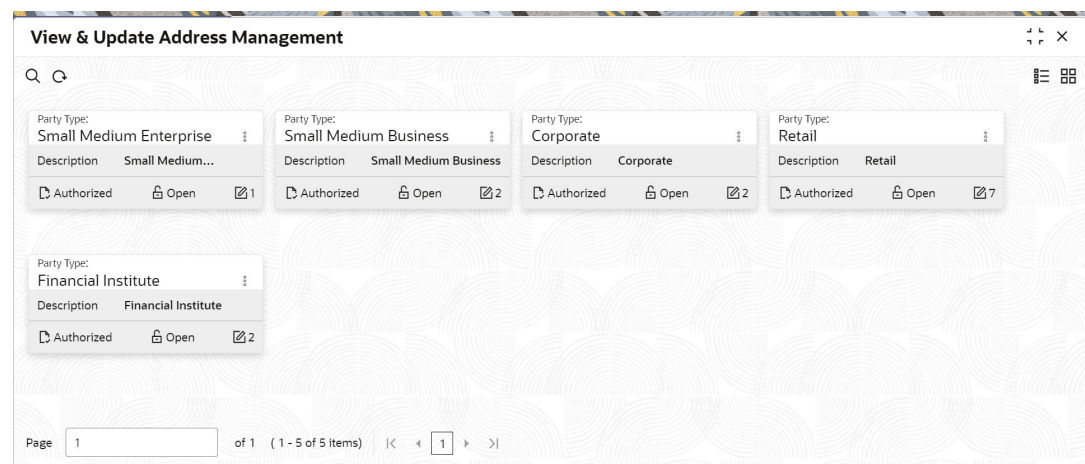 View & Update Address Management
Party Type:
Small Medium Enterprise
Description Small Medium...
Authorized Open 1
Party Type:
Small Medium Business
Description Small Medium Business
Authorized Open 2
Party Type:
Corporate
Description Corporate
Authorized Open 2
Party Type:
Retail
Description Retail
Authorized Open 7
Party Type:
Financial Institute
Description Financial Institute
Authorized Open 2
Page 1 of 1 ( 1 - 5 of 5 items) 1